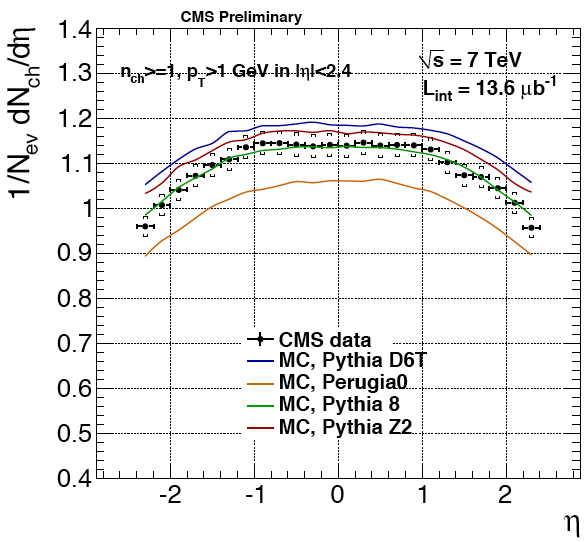 CMS Preliminary
1/N_ev dN_ch/dη
n_ch>=1, p_T>1 GeV in |η|<2.4
√s = 7 TeV
L_int = 13.6 μb^-1
1.4
1.3
1.2
1.1
1
0.9
0.8
0.7
0.6
0.5
0.4
CMS data
MC, Pythia D6T
MC, Perugia0
MC, Pythia 8
MC, Pythia Z2
-2 -1 0 1 2
η